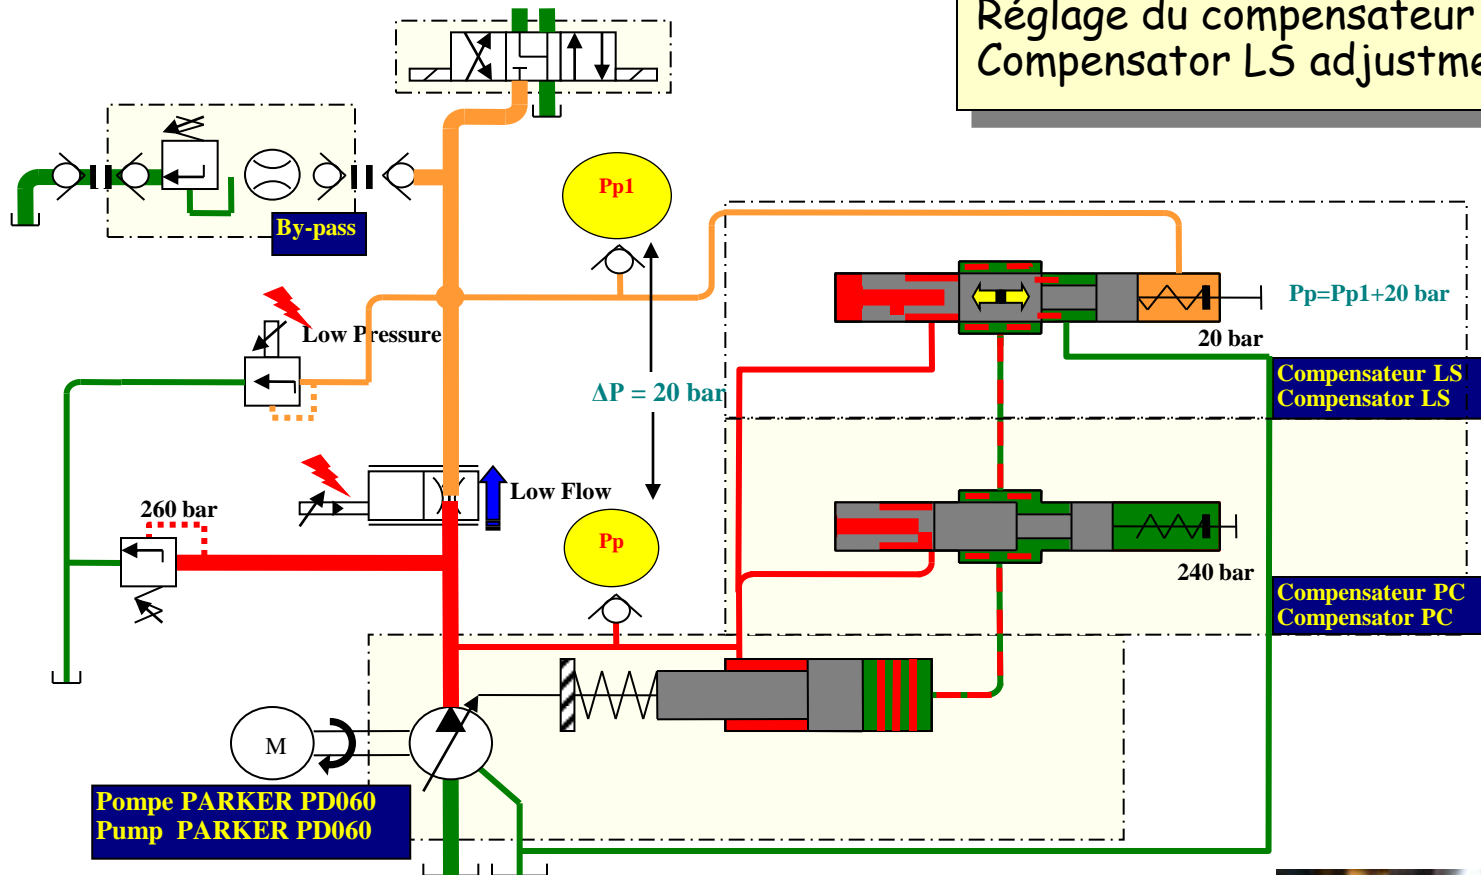 Réglage du compensateur
Compensator LS
By-pass
Pp1
Low Pressure
Pp=Pp1+20 bar
20 bar
Compensateur LS
Compensator LS
ΔP = 20 bar
Low Flow
260 bar
Pp
240 bar
Compensateur PC
Compensator PC
M
Pompe PARKER PD060
Pump PARKER PD060